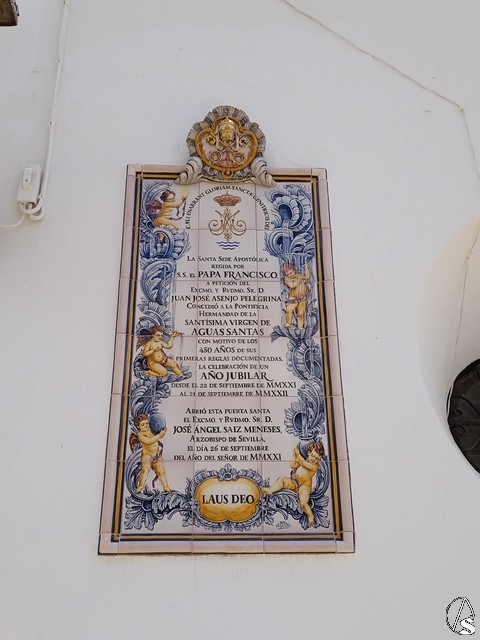 CAELI ENARRANT GLORIAM SANCTA
LA SANTA SEDE APOSTÓLICA
REGIDA POR
S.S. EL PAPA FRANCISCO,
A PETICIÓN DEL
EXCMO. Y RVDMO. SR. D.
JUAN JOSÉ ASENJO PELEGRINA
CONCEDIÓ A LA PONTIFICIA
HERMANDAD DE LA
SANTÍSIMA VIRGEN DE
AGUAS SANTAS
CON MOTIVO DE LOS
450 AÑOS DE SUS
PRIMERAS REGLAS DOCUMENTADAS,
LA CELEBRACIÓN DE UN
AÑO JUBILAR
DESDE EL 22 DE SEPTIEMBRE DE MMXXI
AL DE SEPTIEMBRE DE MMXXII
ABRIÓ ESTA PUERTA SANTA
EL EXCMO. Y RVDMO. SR. D.
JOSÉ ÁNGEL SAIZ MENESES,
ARZOBISPO DE SEVILLA,
EL DÍA 26 DE SEPTIEMBRE
DEL AÑO DEL SEÑOR DE MMXXI
LAUS DEO